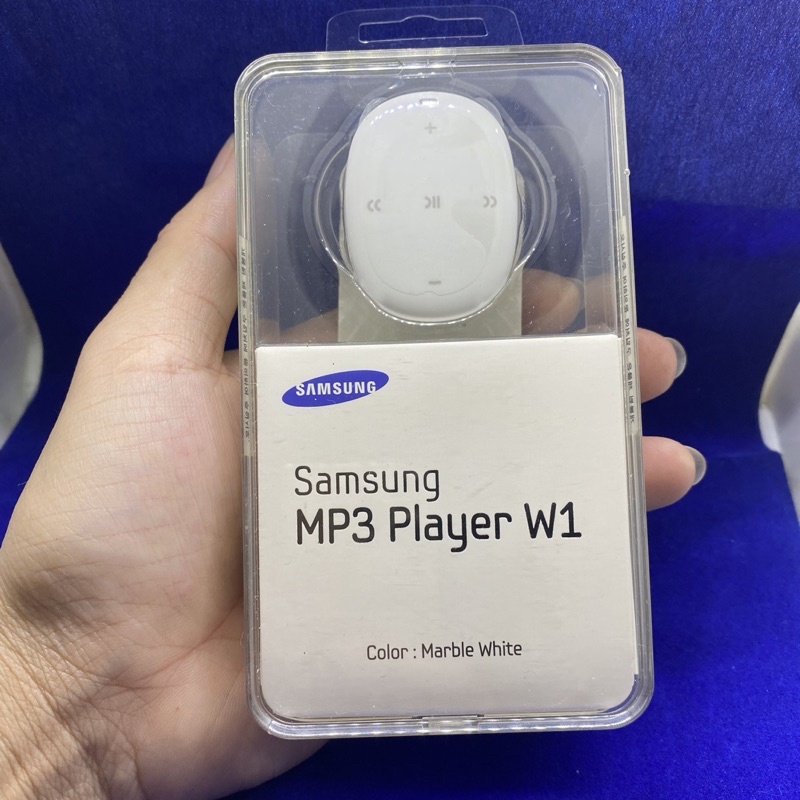 SAMSUNG
Samsung
MP3 Player W1
Color : Marble White